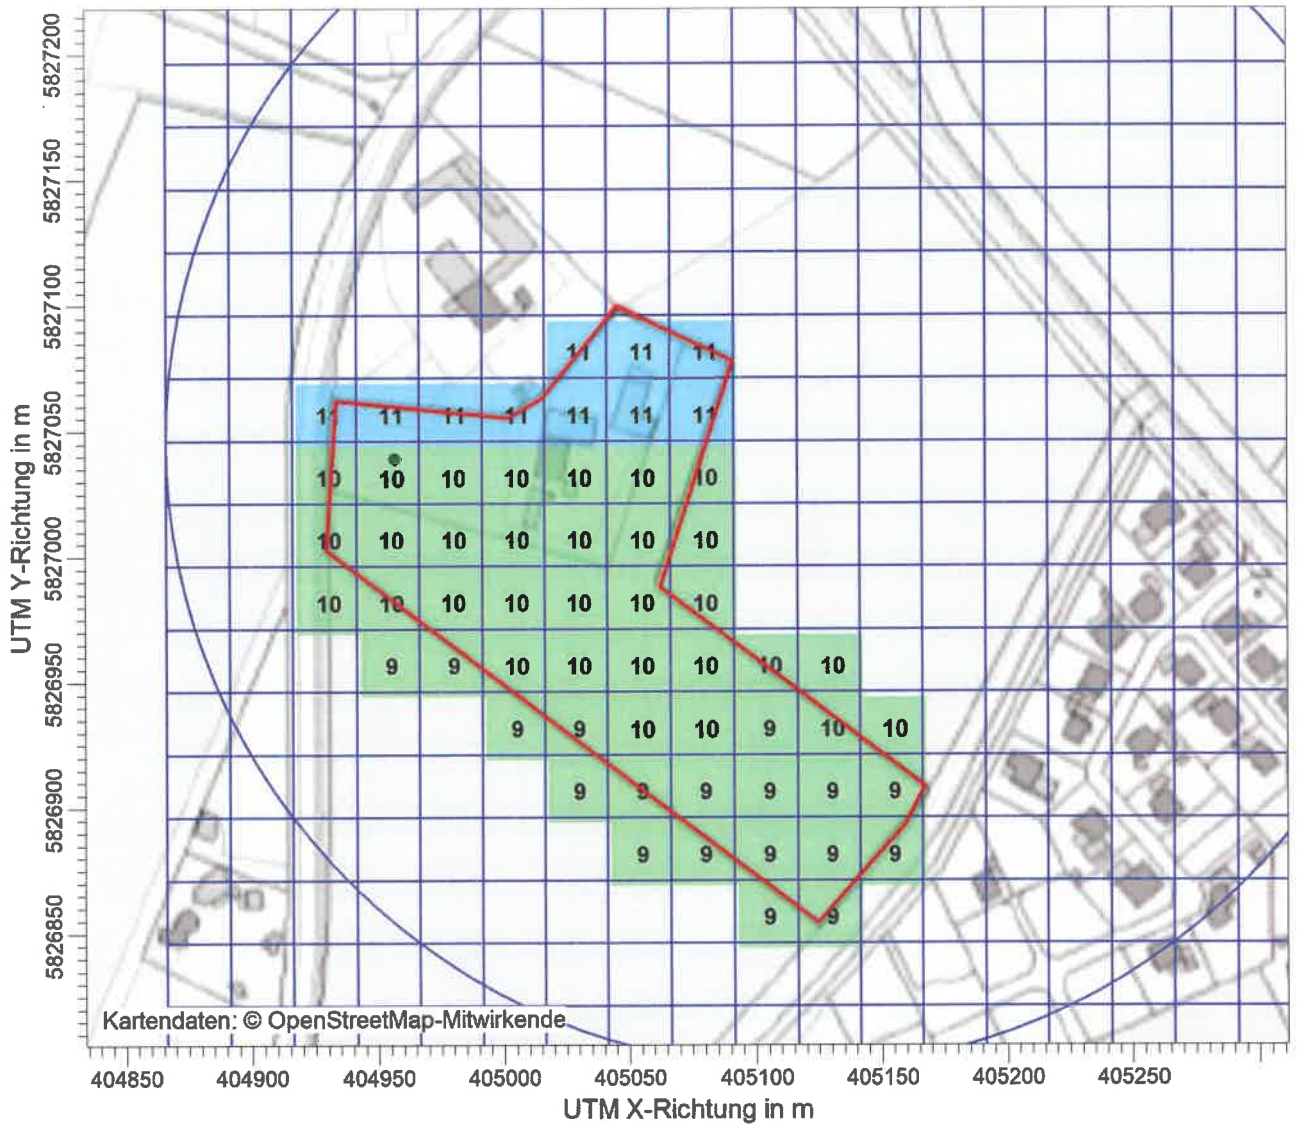 5827200
5827150
5827100
5827050
5827000
5826950
5826900
5826850
UTM Y-Richtung in m
11 11 11
11 11 11 11 11 11 11
10 10 10 10 10 10 10
10 10 10 10 10 10 10
10 10 10 10 10 10 10
9 9 10 10 10 10 10 10
9 9 10 10 9 10 10
9 9 9 9 9 9
9 9 9 9 9
9 9
Kartendaten: © OpenStreetMap-Mitwirkende
404850 404900 404950 405000 405050 405100 405150 405200 405250
UTM X-Richtung in m